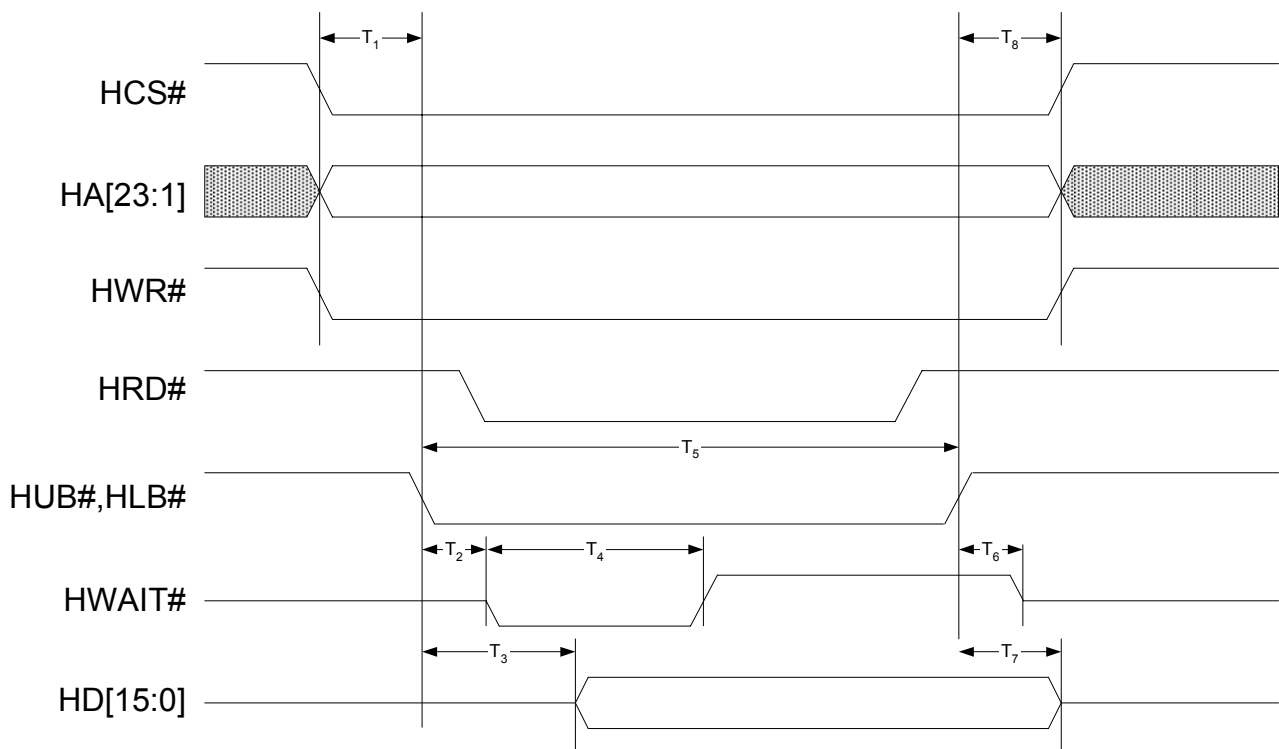 T₁
T₈
HCS#
HA[23:1]
HWR#
HRD#
T₅
HUB#,HLB#
T₂
T₄
T₆
HWAIT#
T₃
T₇
HD[15:0]